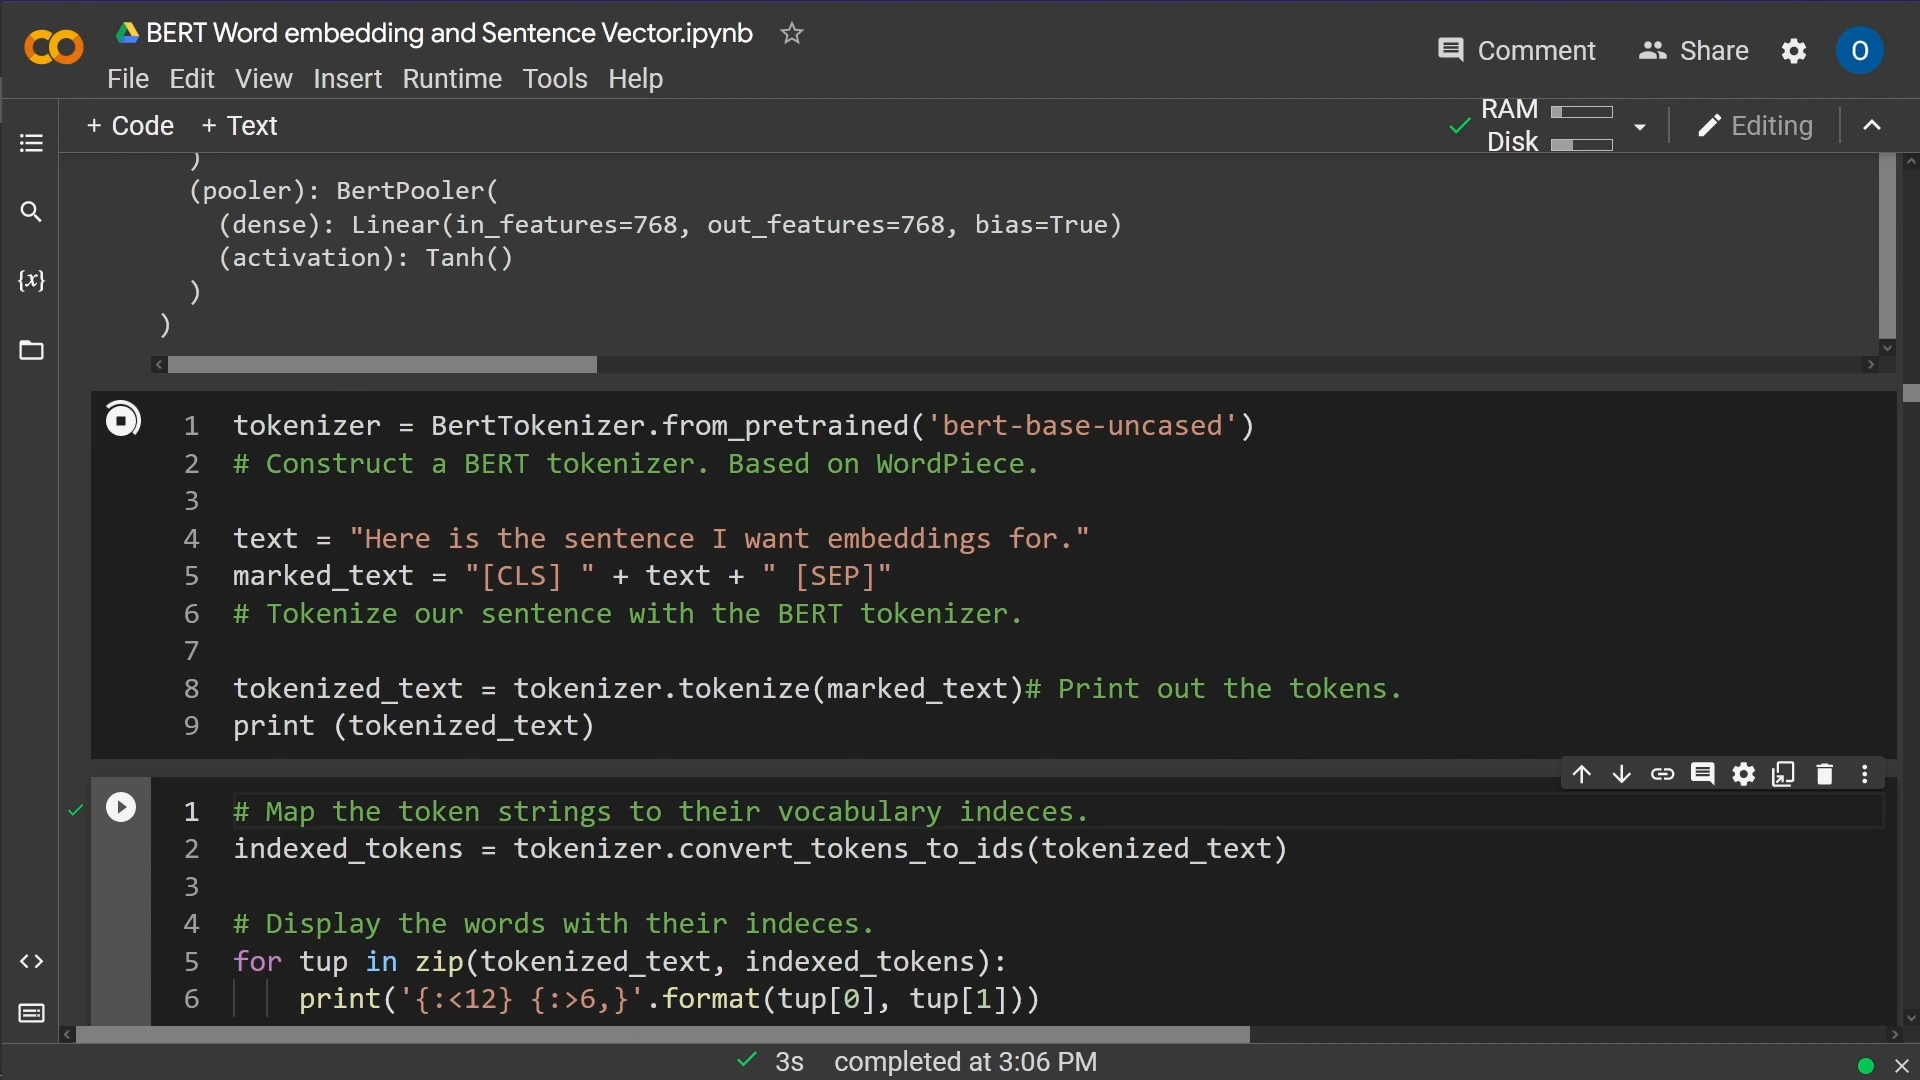 BERT Word embedding and Sentence Vector.ipynb
Comment Share O
File Edit View Insert Runtime Tools Help
+ Code + Text
RAM
Disk
Editing
{x}
)
(pooler): BertPooler(
(dense): Linear(in_features=768, out_features=768, bias=True)
(activation): Tanh()
)
)
1 tokenizer = BertTokenizer.from_pretrained('bert-base-uncased')
2 # Construct a BERT tokenizer. Based on WordPiece.
3
4 text = "Here is the sentence I want embeddings for."
5 marked_text = "[CLS] " + text + " [SEP]"
6 # Tokenize our sentence with the BERT tokenizer.
7
8 tokenized_text = tokenizer.tokenize(marked_text)# Print out the tokens.
9 print (tokenized_text)
1 # Map the token strings to their vocabulary indeces.
2 indexed_tokens = tokenizer.convert_tokens_to_ids(tokenized_text)
3
4 # Display the words with their indeces.
5 for tup in zip(tokenized_text, indexed_tokens):
6 print('{:<12} {:>6,}'.format(tup[0], tup[1]))
3s completed at 3:06 PM